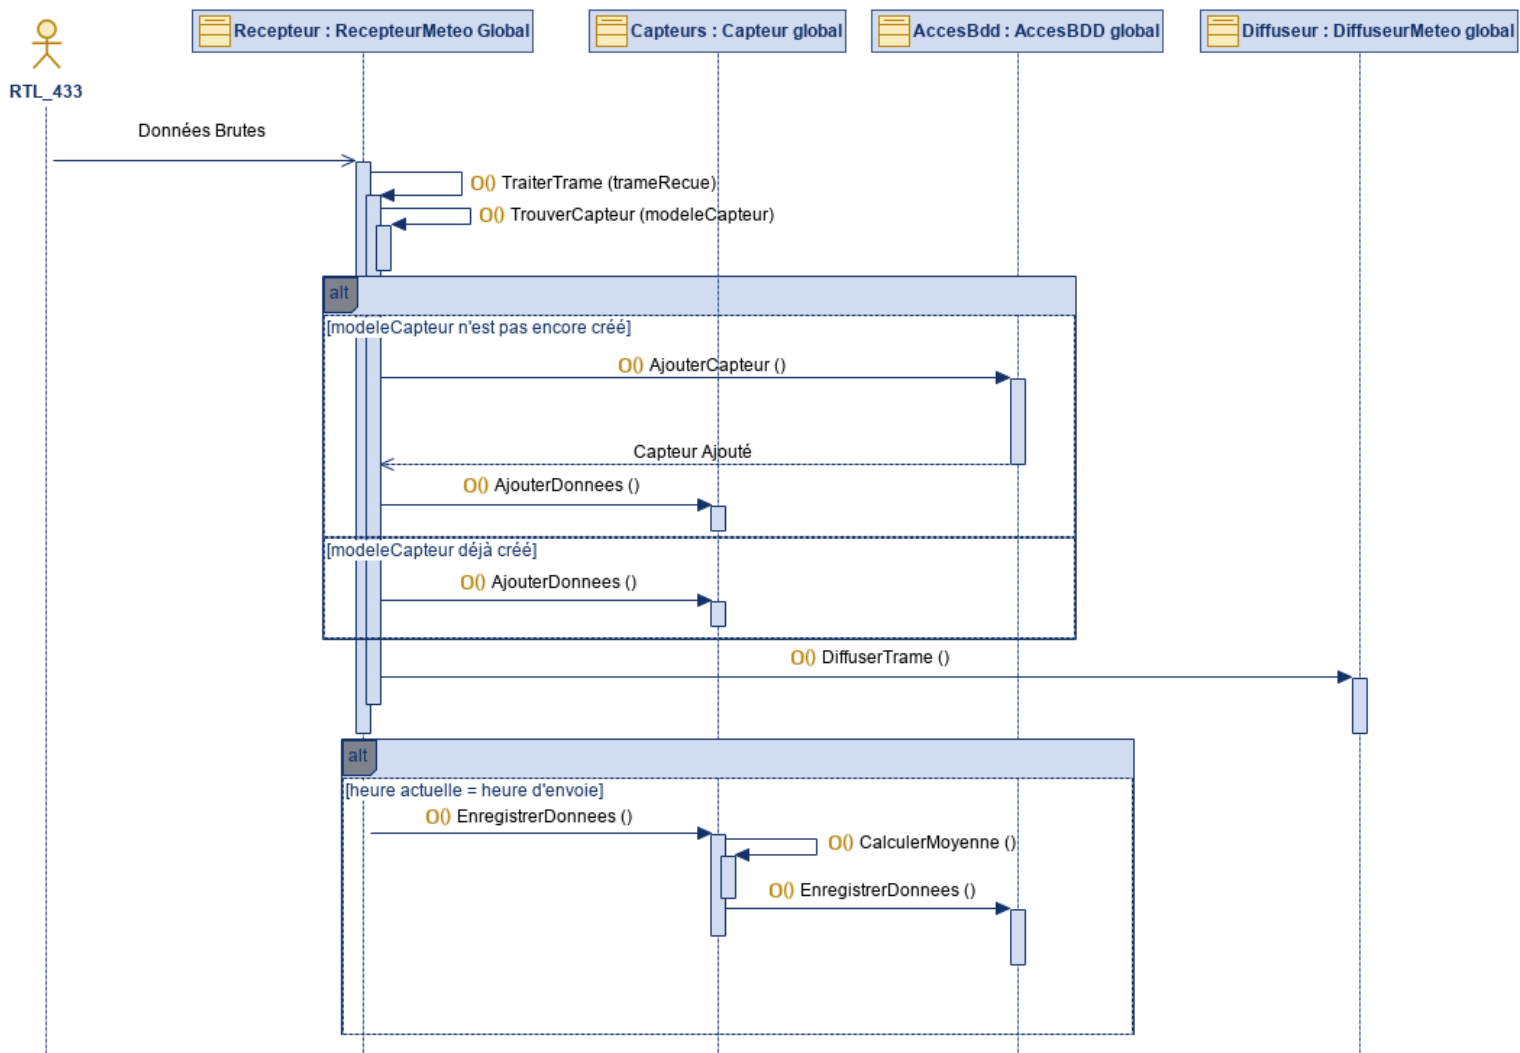 RTL_433
Recepteur : RecepteurMeteo Global
Capteurs : Capteur global
AccesBdd : AccesBDD global
Diffuseur : DiffuseurMeteo global
Données Brutes
O() TraiterTrame (trameRecue)
O() TrouverCapteur (modeleCapteur)
alt
[modeleCapteur n'est pas encore créé]
O() AjouterCapteur ()
Capteur Ajouté
O() AjouterDonnees ()
[modeleCapteur déjà créé]
O() AjouterDonnees ()
O() DiffuserTrame ()
alt
[heure actuelle = heure d'envoie]
O() EnregistrerDonnees ()
O() CalculerMoyenne ()
O() EnregistrerDonnees ()